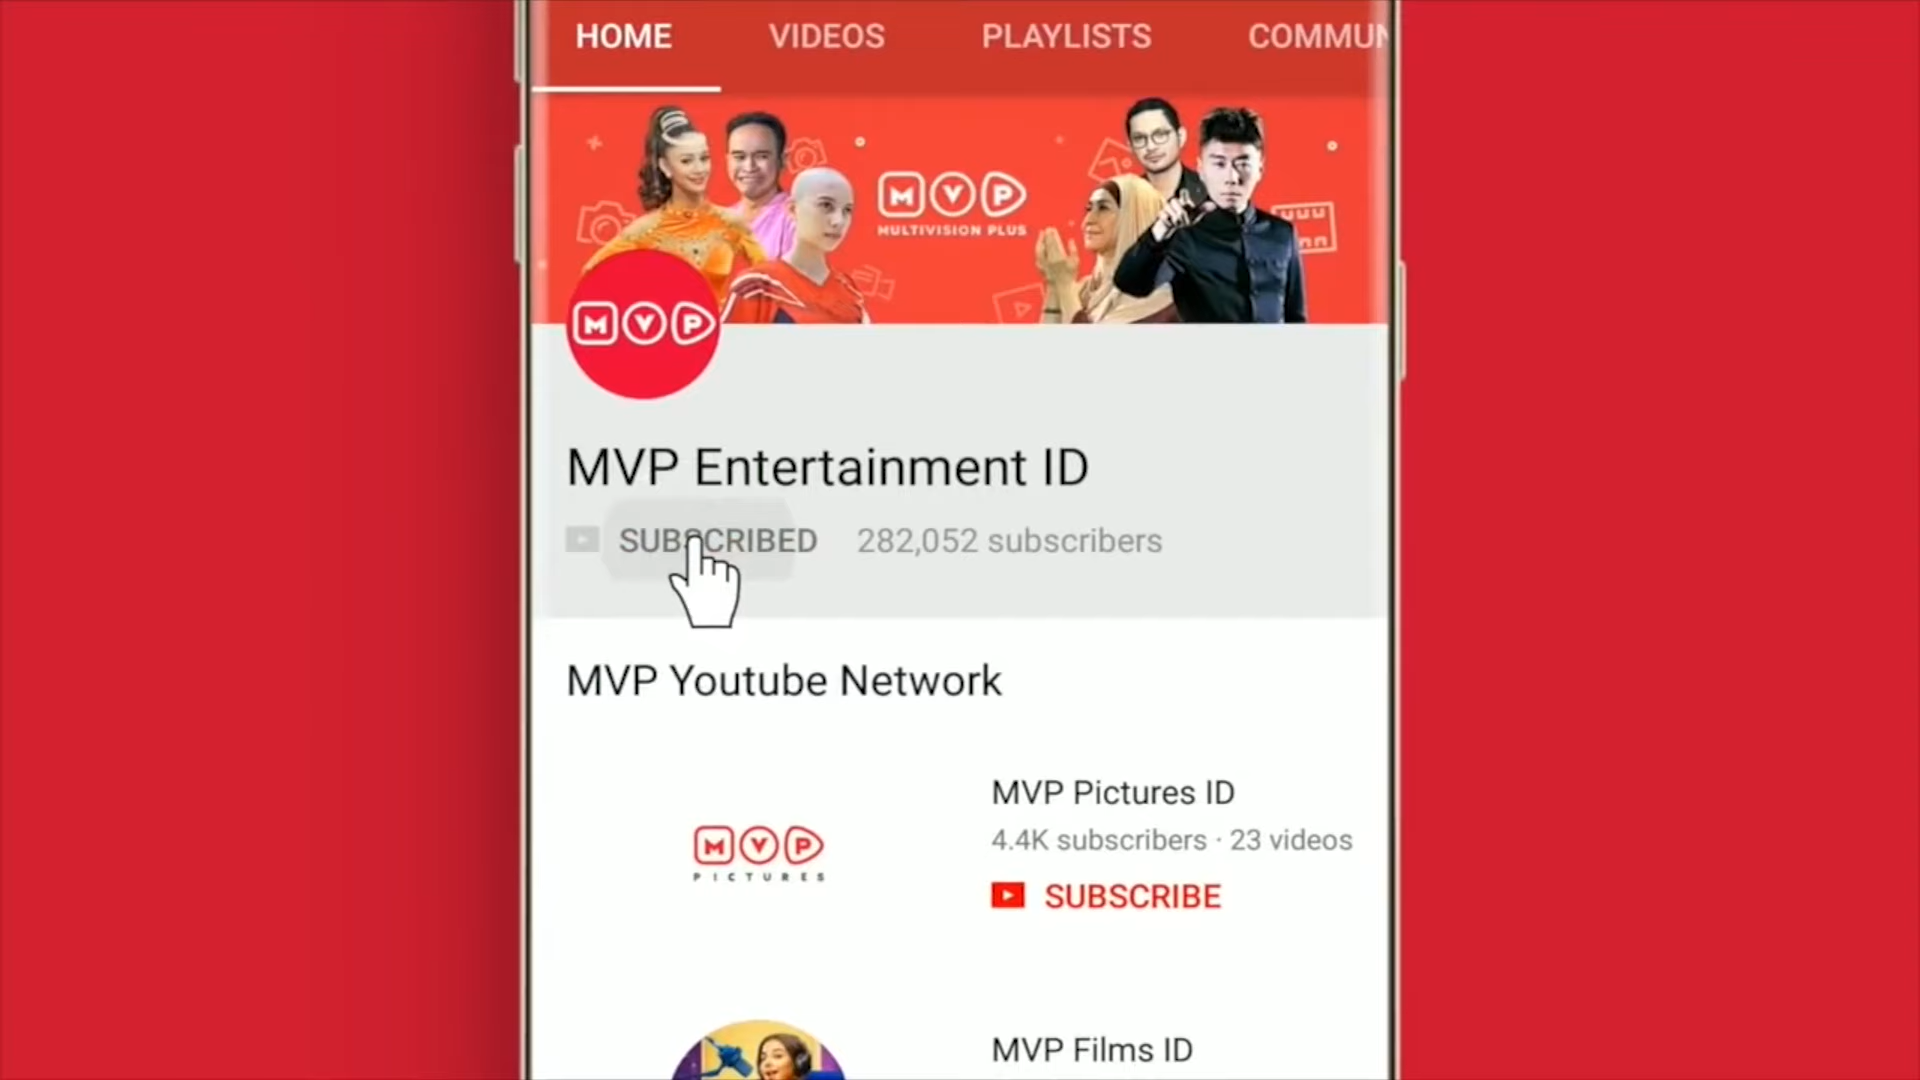 HOME VIDEOS PLAYLISTS COMMUN
MVP
MULTIVISION PLUS
MVP
MVP Entertainment ID
SUBSCRIBED 282,052 subscribers
MVP Youtube Network
MVP Pictures ID
4.4K subscribers · 23 videos
MVP
PICTURES
SUBSCRIBE
MVP Films ID